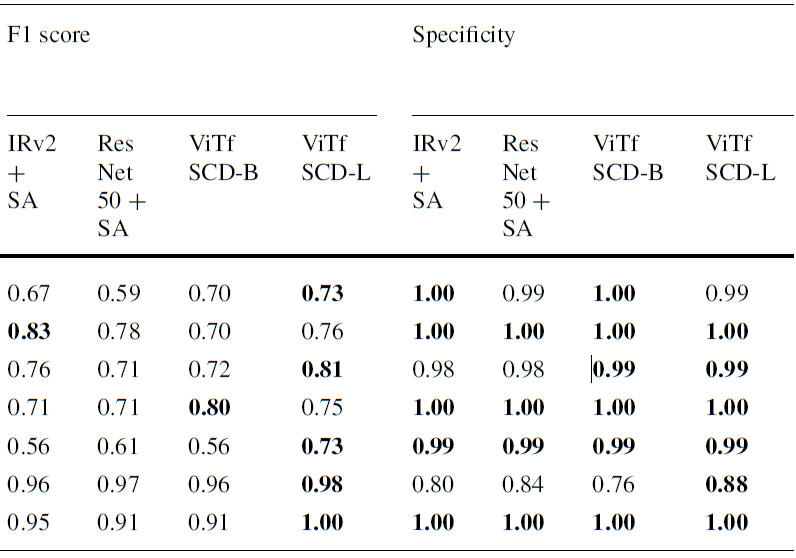 F1 score Specificity
IRv2 Res ViTf ViTf IRv2 Res ViTf ViTf
+ Net SCD-B SCD-L + Net SCD-B SCD-L
SA 50 + SA 50 +
SA SA
0.67 0.59 0.70 0.73 1.00 0.99 1.00 0.99
0.83 0.78 0.70 0.76 1.00 1.00 1.00 1.00
0.76 0.71 0.72 0.81 0.98 0.98 0.99 0.99
0.71 0.71 0.80 0.75 1.00 1.00 1.00 1.00
0.56 0.61 0.56 0.73 0.99 0.99 0.99 0.99
0.96 0.97 0.96 0.98 0.80 0.84 0.76 0.88
0.95 0.91 0.91 1.00 1.00 1.00 1.00 1.00